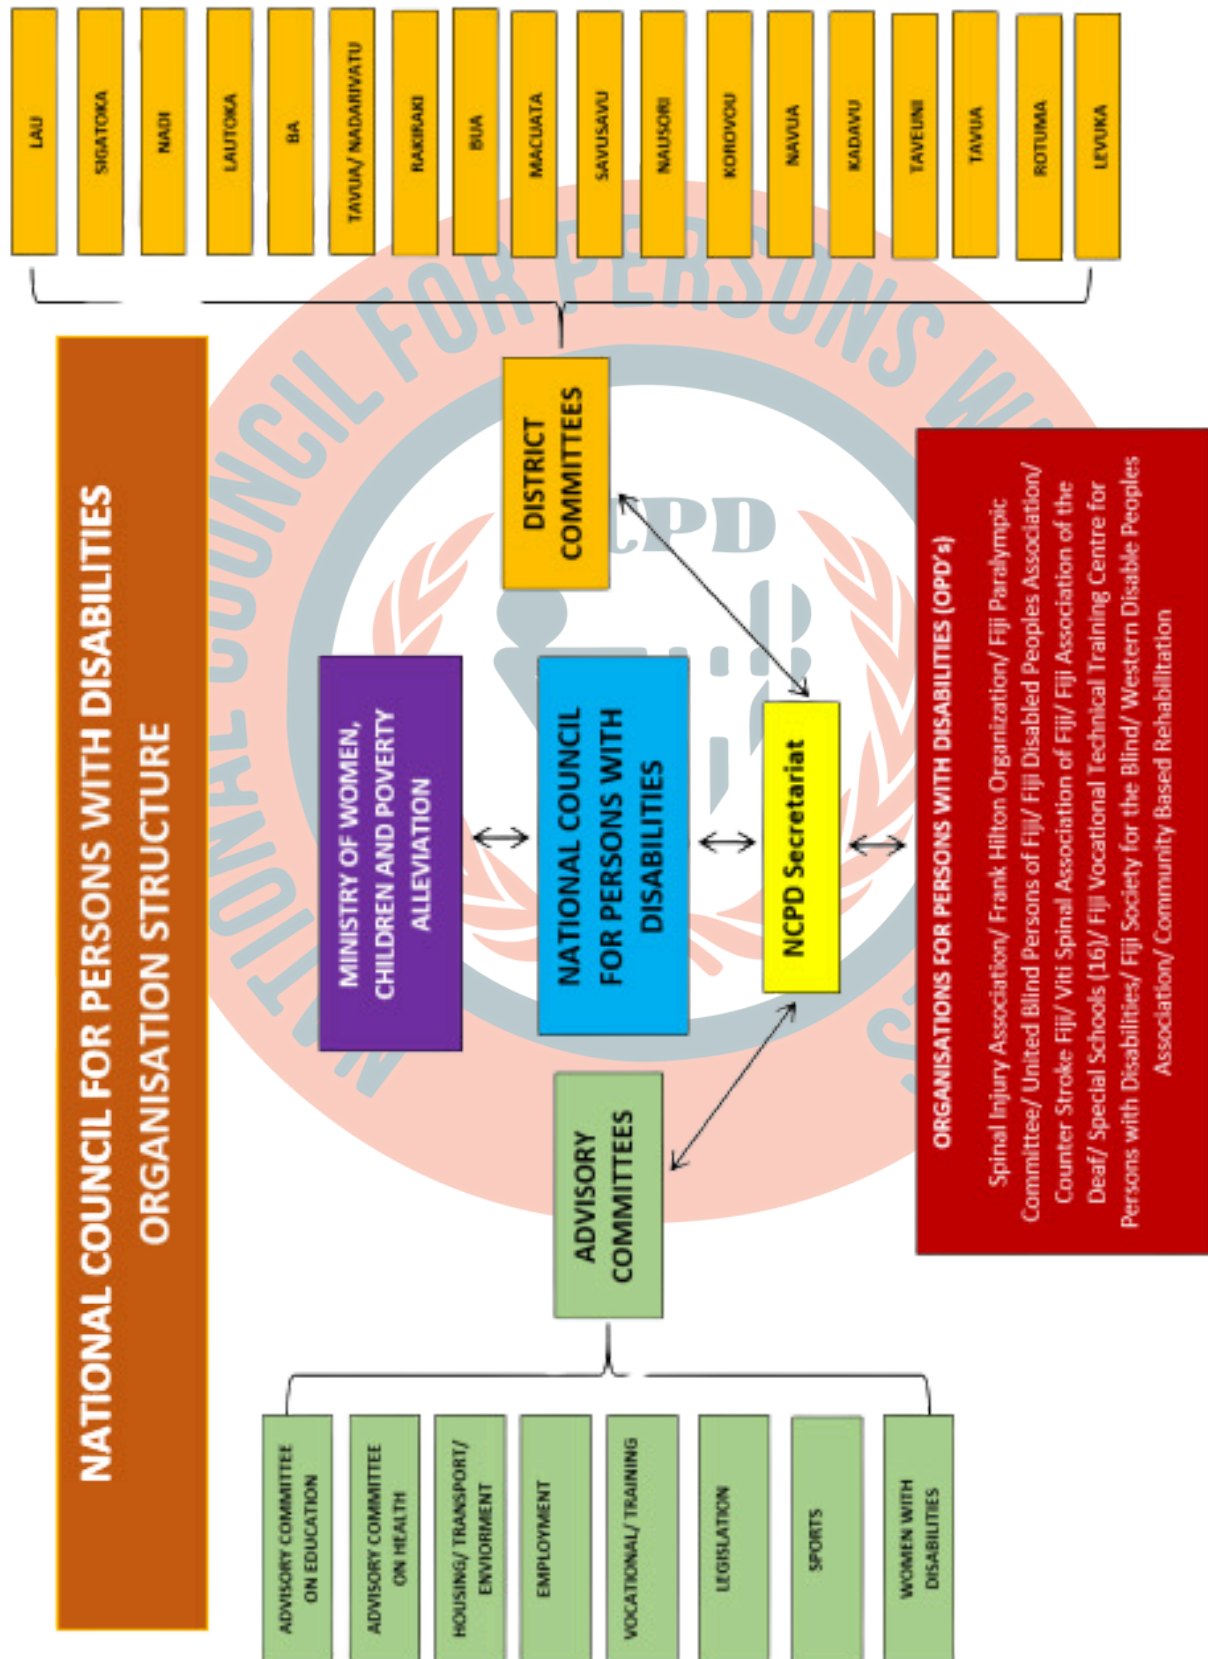 NATIONAL COUNCIL FOR PERSONS WITH DISABILITIES
ORGANISATION STRUCTURE
ADVISORY COMMITTEE
ON EDUCATION
ADVISORY COMMITTEE
ON HEALTH
HOUSING/ TRANSPORT/
ENVIORMENT
EMPLOYMENT
VOCATIONAL/ TRAINING
LEGISLATION
SPORTS
WOMEN WITH
DISABILITIES
ADVISORY
COMMITTEES
MINISTRY OF WOMEN,
CHILDREN AND POVERTY
ALLEVIATION
NATIONAL COUNCIL
FOR PERSONS WITH
DISABILITIES
NCPD Secretariat
DISTRICT
COMMITTEES
LAU
SIGATOKA
NADI
LAUTOKA
BA
TAVUA/ NADARIVATU
RAKIRAKI
BUA
MACUATA
SAVUSAVU
NAUSORI
KOROVOU
NAVUA
KADAVU
TAVEUNI
TAVUA
ROTUMA
LEVUKA
ORGANISATIONS FOR PERSONS WITH DISABILITIES (OPD's)
Spinal Injury Association/ Frank Hilton Organization/ Fiji Paralympic
Committee/ United Blind Persons of Fiji/ Fiji Disabled Peoples Association/
Counter Stroke Fiji/ Viti Spinal Association of Fiji/ Fiji Association of the
Deaf/ Special Schools (16)/ Fiji Vocational Technical Training Centre for
Persons with Disabilities/ Fiji Society for the Blind/ Western Disable Peoples
Association/ Community Based Rehabilitation
NATIONAL COUNCIL FOR PERSONS
PD